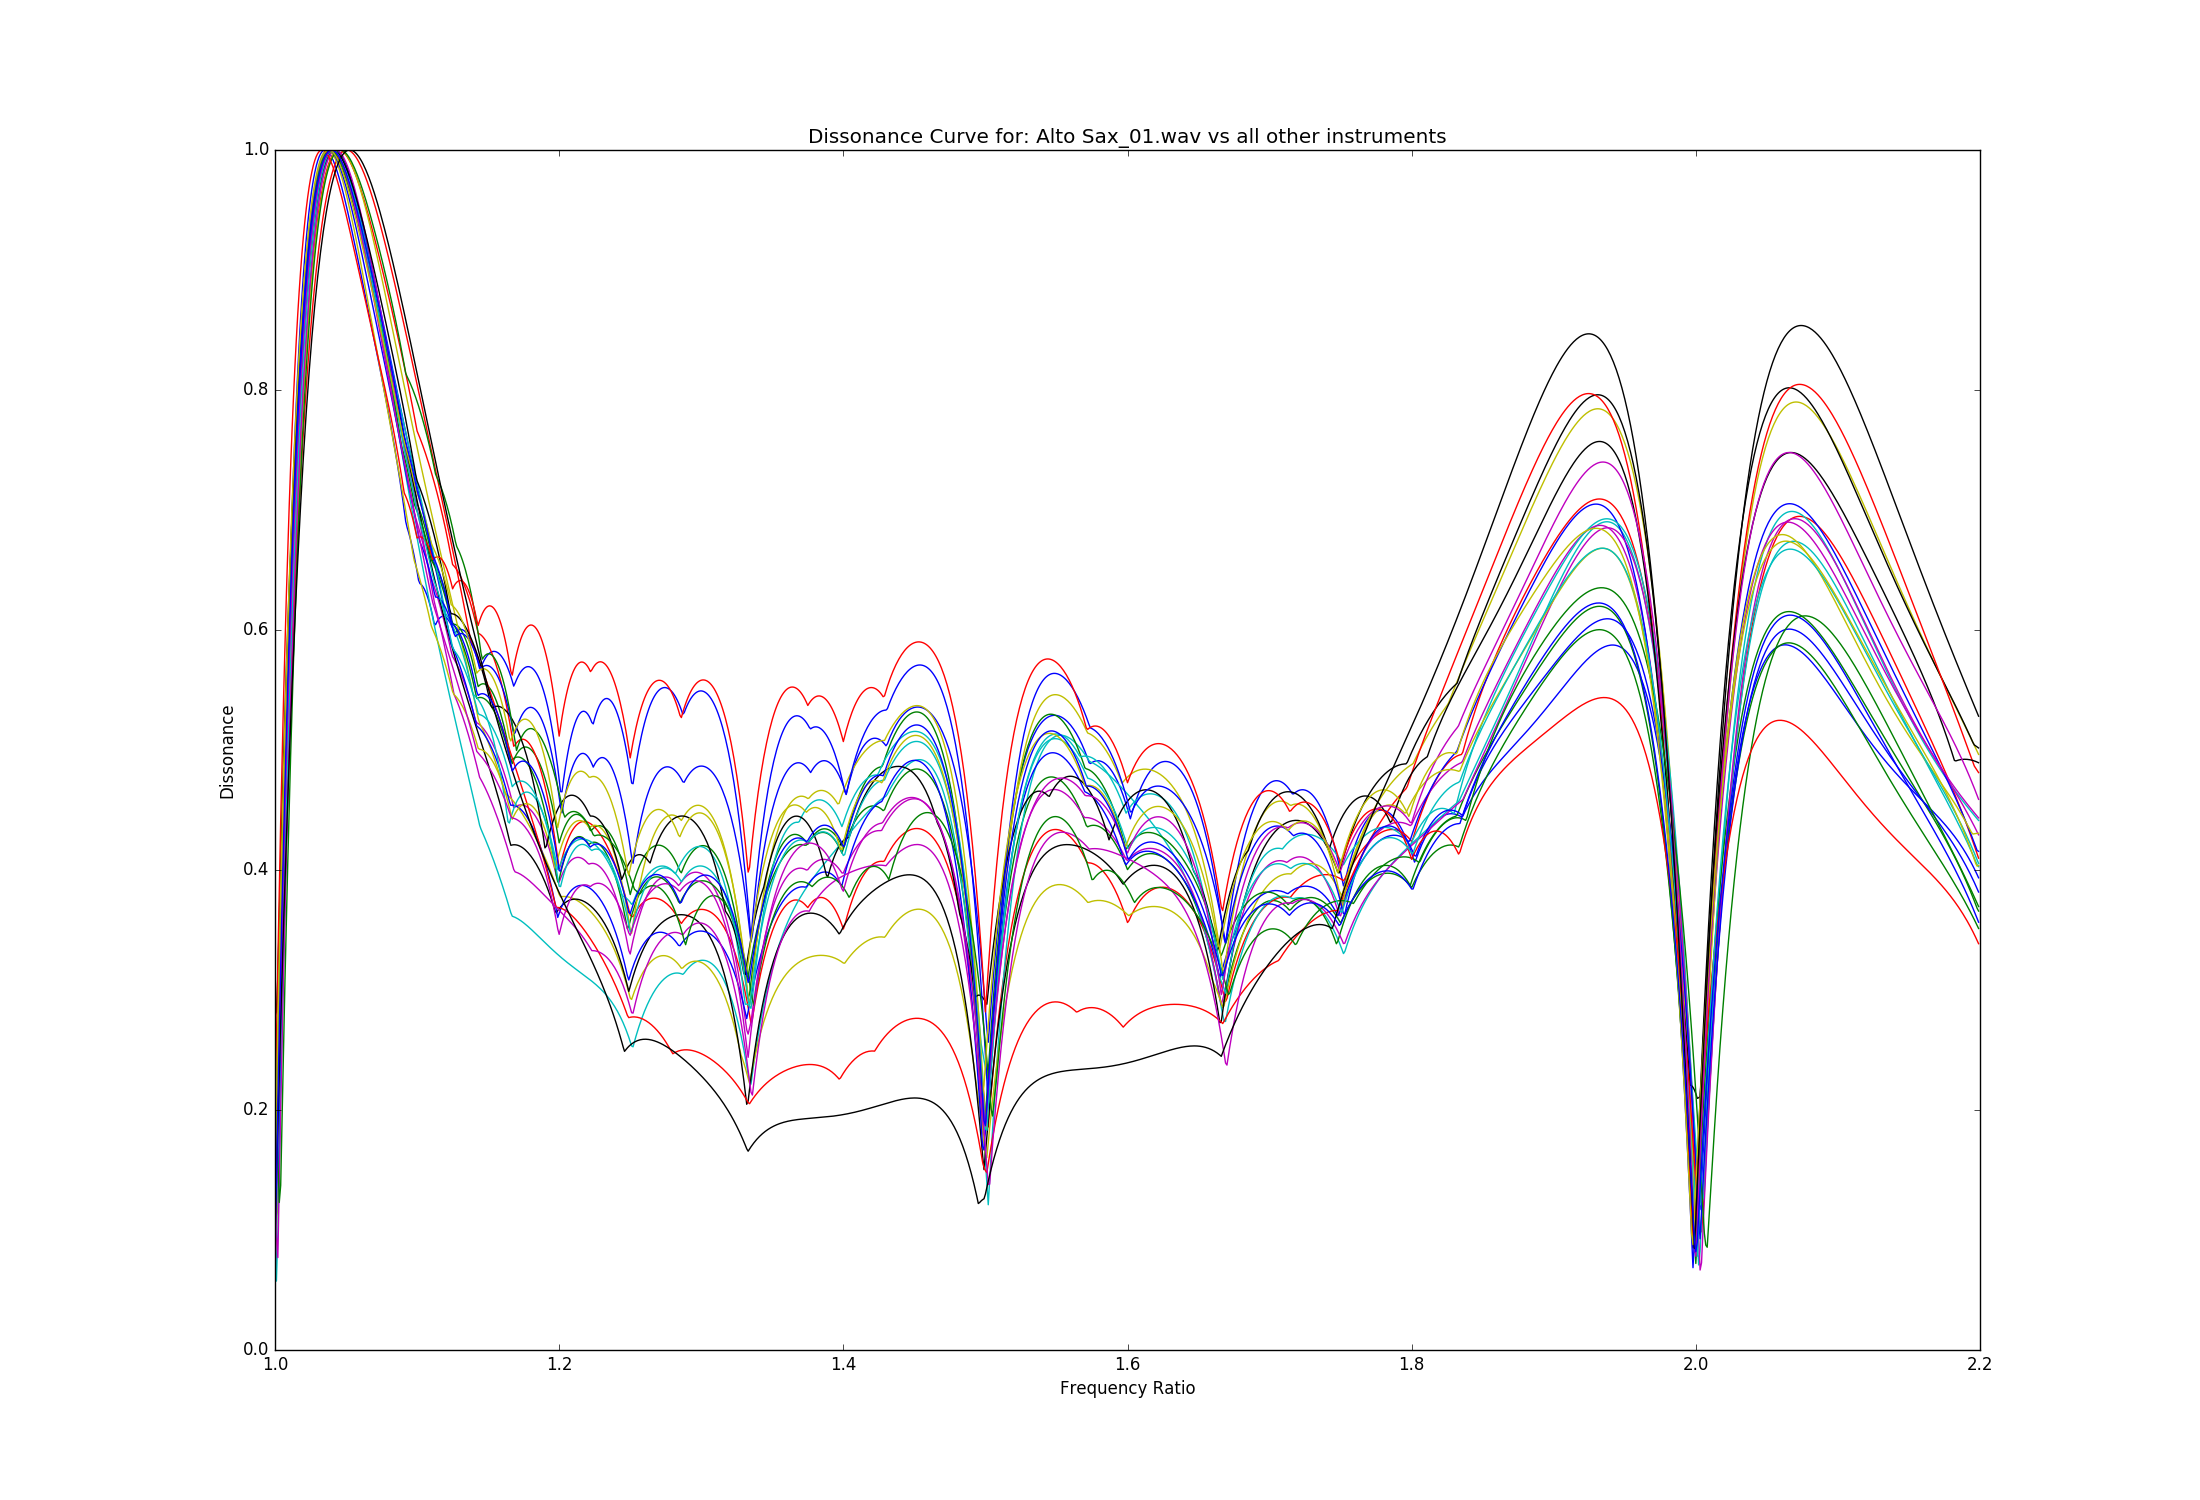 Dissonance Curve for: Alto Sax_01.wav vs all other instruments
1.0
0.8
0.6
0.4
0.2
0.0
Dissonance
1.0 1.2 1.4 1.6 1.8 2.0 2.2
Frequency Ratio